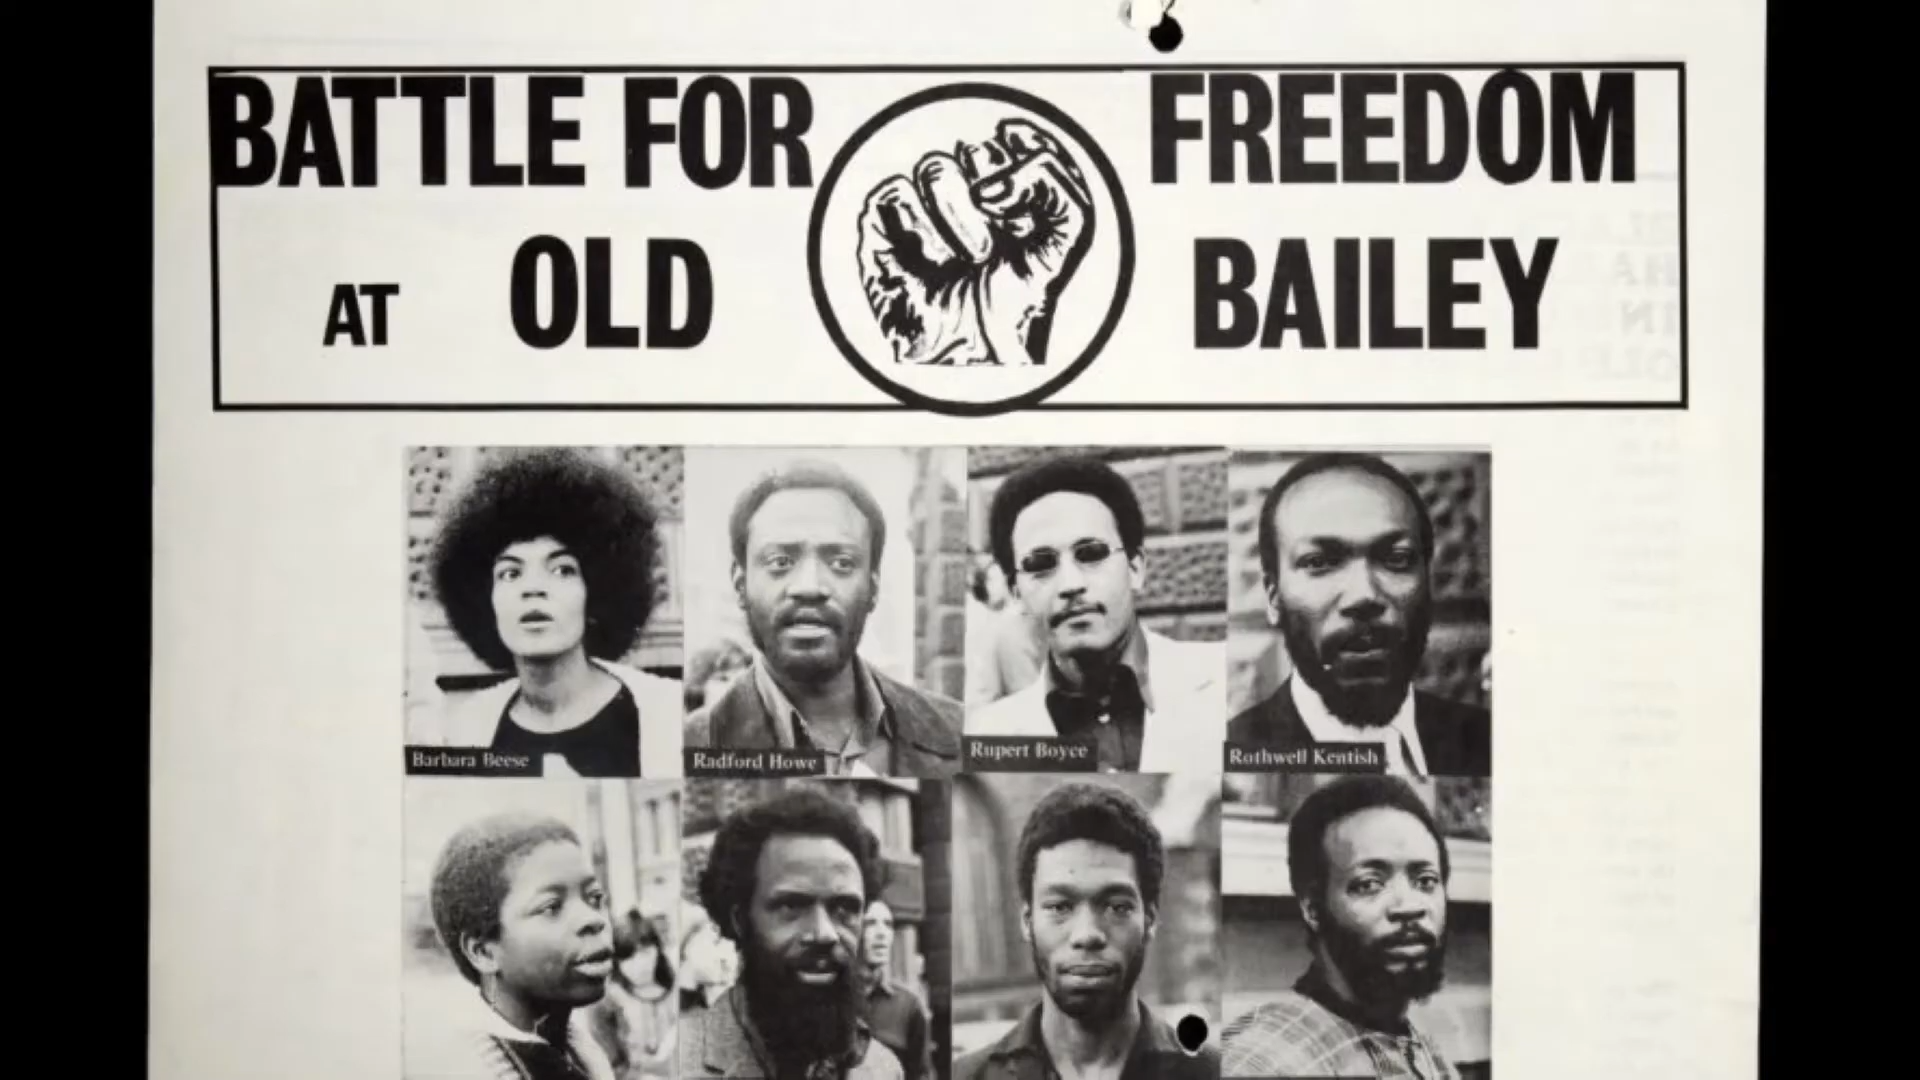 BATTLE FOR FREEDOM
AT OLD BAILEY
Barbara Beese
Radford Howe
Rupert Boyce
Rothwell Kentish